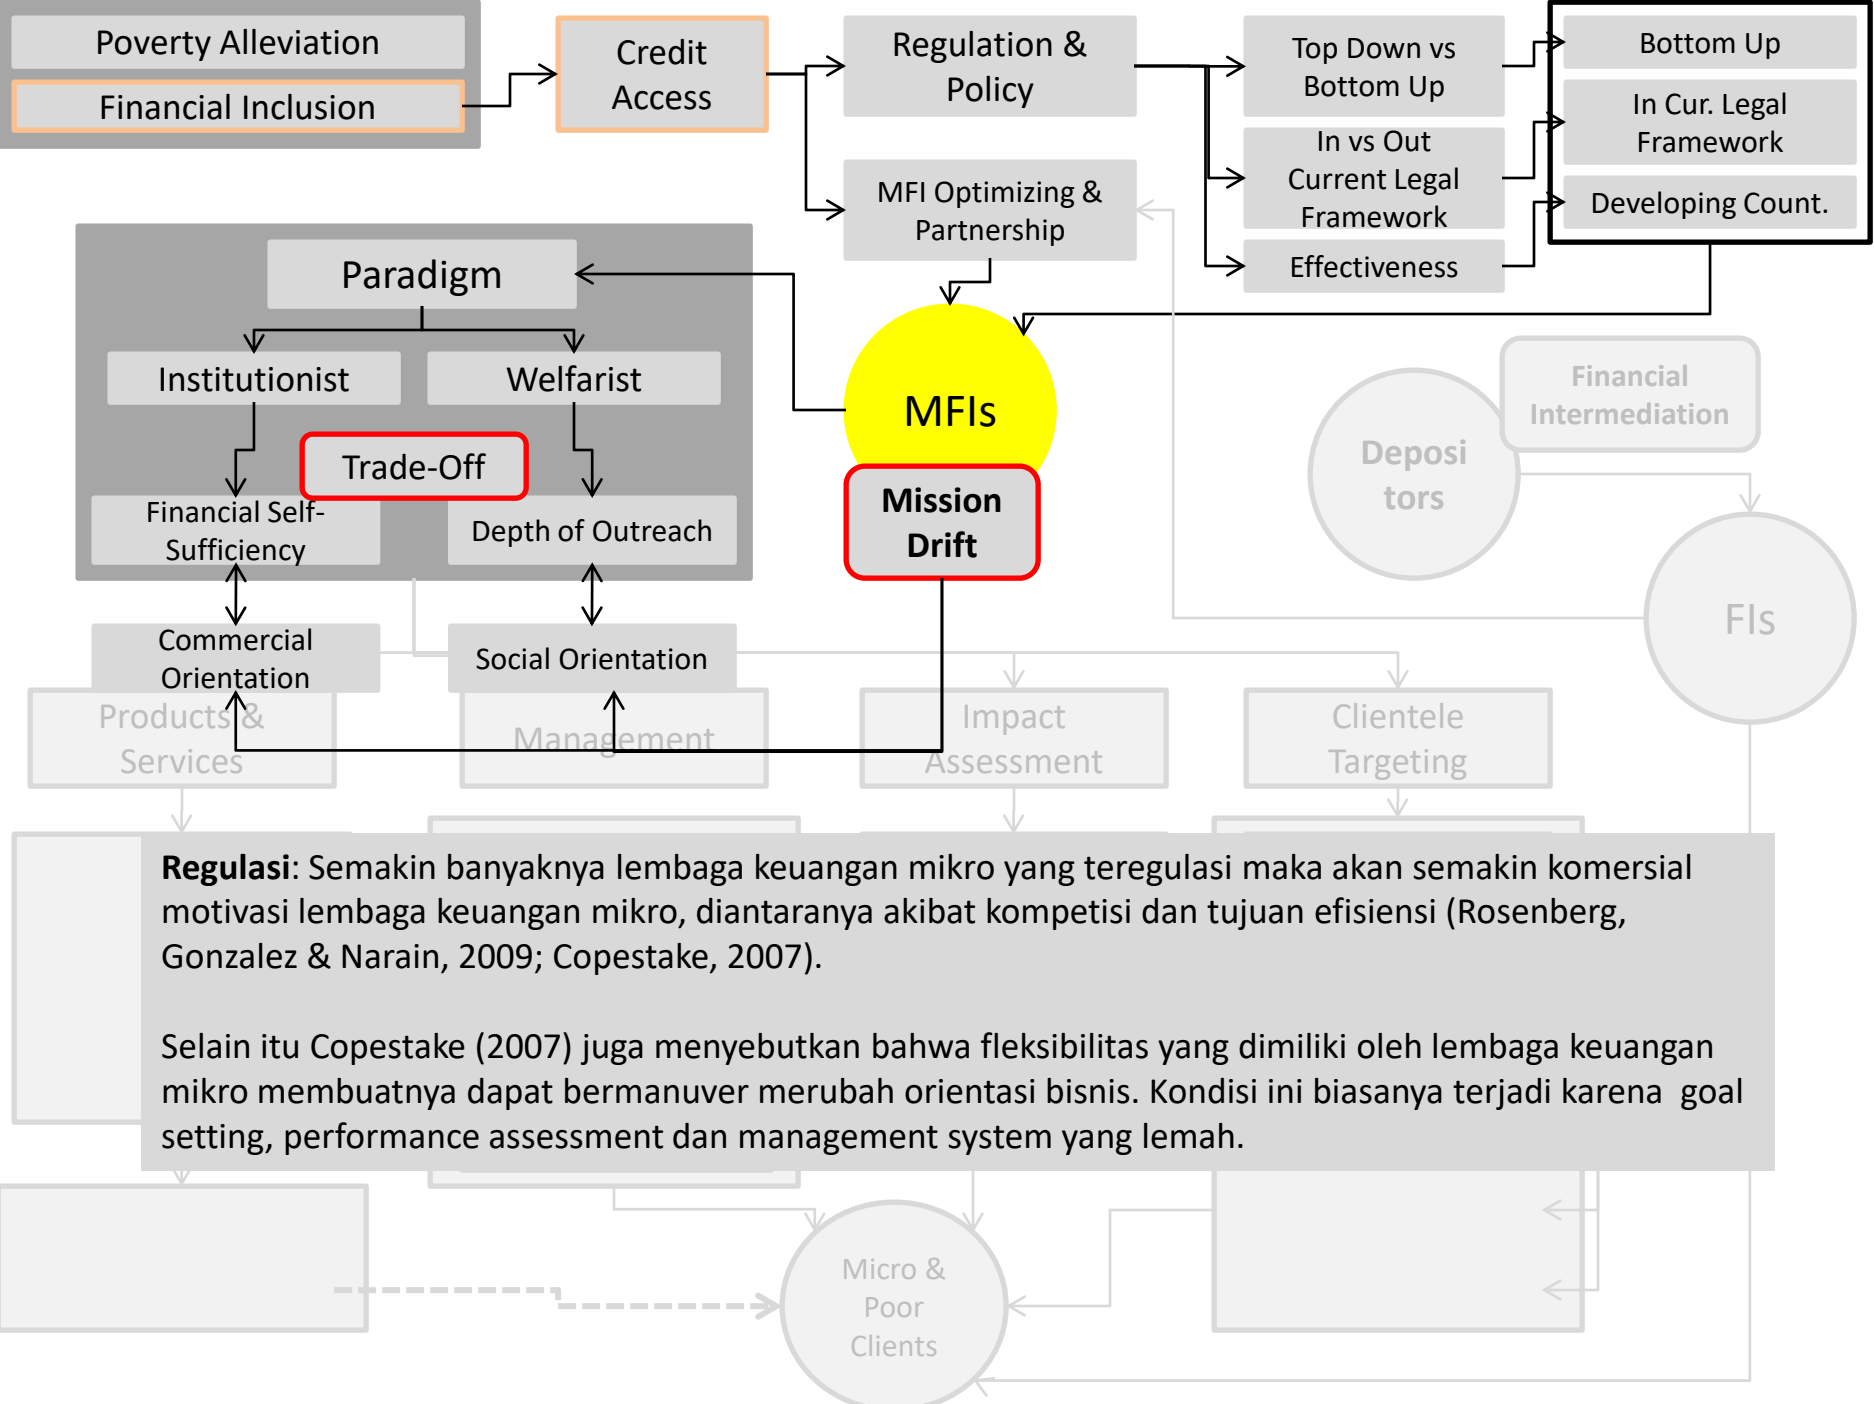 Poverty Alleviation
Financial Inclusion
Credit
Access
Regulation &
Policy
MFI Optimizing &
Partnership
Top Down vs
Bottom Up
In vs Out
Current Legal
Framework
Effectiveness
Bottom Up
In Cur. Legal
Framework
Developing Count.
Paradigm
Institutionist
Welfarist
Trade-Off
Financial Self-
Sufficiency
Depth of Outreach
Commercial
Orientation
Social Orientation
MFIs
Mission
Drift
Financial
Intermediation
Deposi
tors
FIs
Products &
Services
Management
Impact
Assessment
Clientele
Targeting
Regulasi: Semakin banyaknya lembaga keuangan mikro yang teregulasi maka akan semakin komersial
motivasi lembaga keuangan mikro, diantaranya akibat kompetisi dan tujuan efisiensi (Rosenberg,
Gonzalez & Narain, 2009; Copestake, 2007).
Selain itu Copestake (2007) juga menyebutkan bahwa fleksibilitas yang dimiliki oleh lembaga keuangan
mikro membuatnya dapat bermanuver merubah orientasi bisnis. Kondisi ini biasanya terjadi karena  goal
setting, performance assessment dan management system yang lemah.
Micro &
Poor
Clients